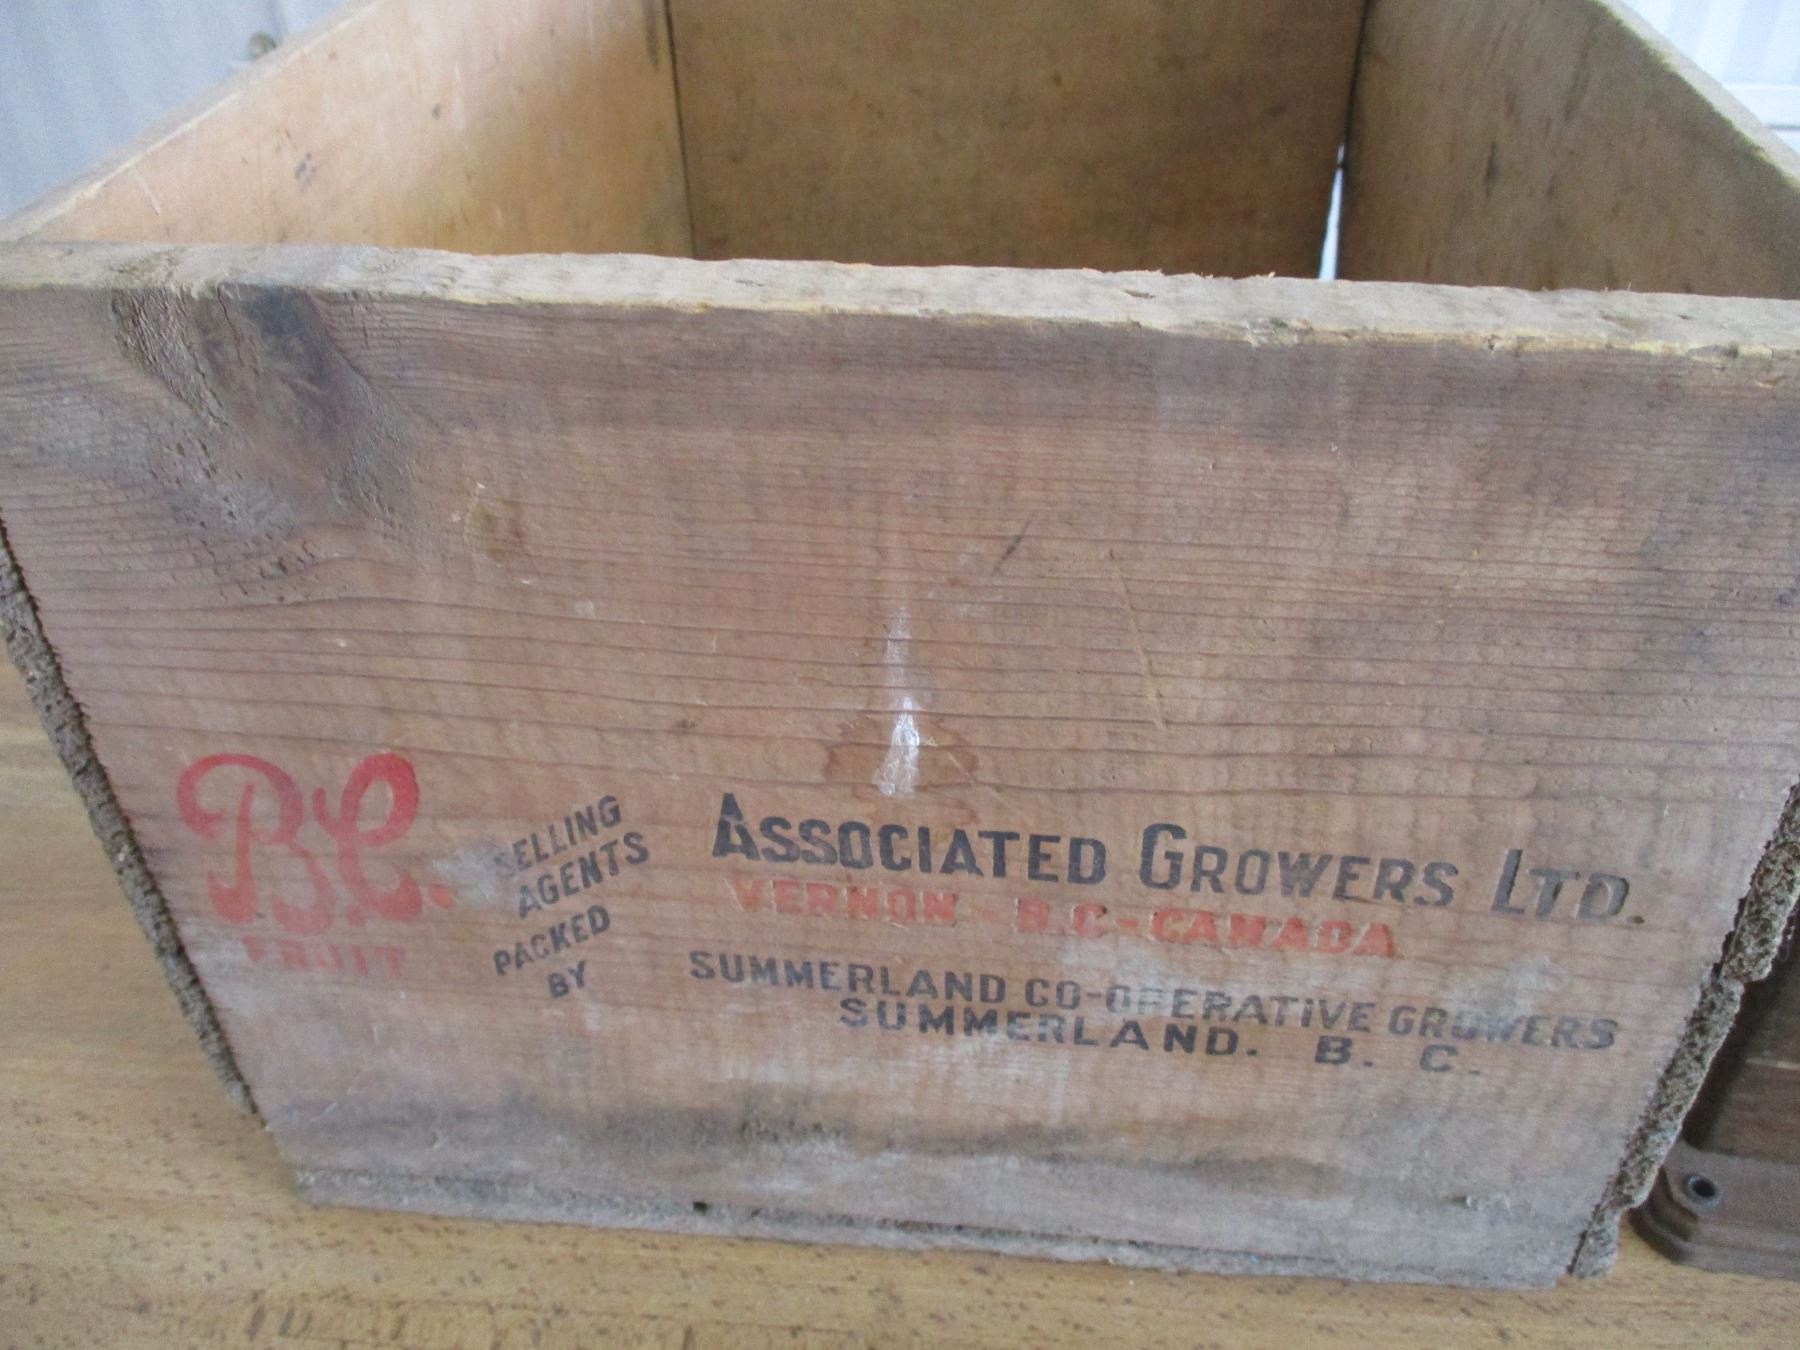 B.C.
FRUIT
SELLING
AGENTS
PACKED
BY
ASSOCIATED GROWERS LTD.
VERNON - B.C - CANADA
SUMMERLAND CO-OPERATIVE GROWERS
SUMMERLAND. B. C.